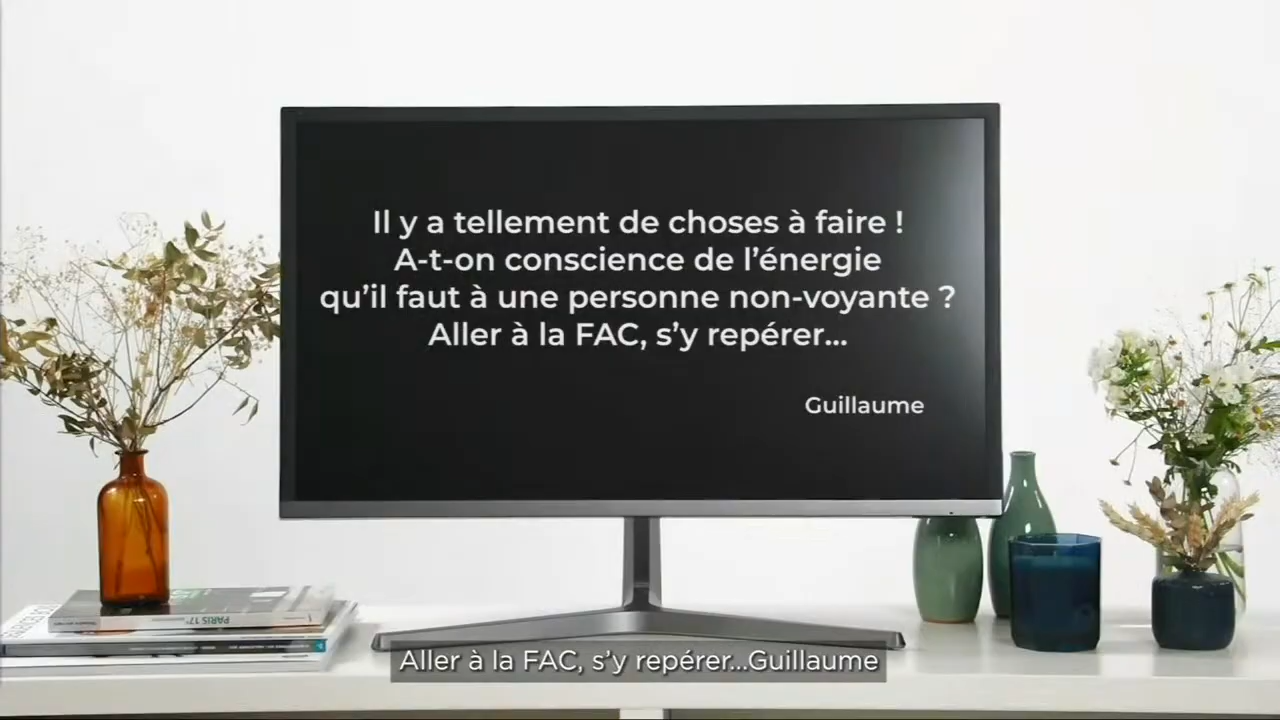 Il y a tellement de choses à faire !
A-t-on conscience de l’énergie
qu’il faut à une personne non-voyante ?
Aller à la FAC, s’y repérer...
Guillaume
PARIS 17e
Aller à la FAC, s’y repérer...Guillaume